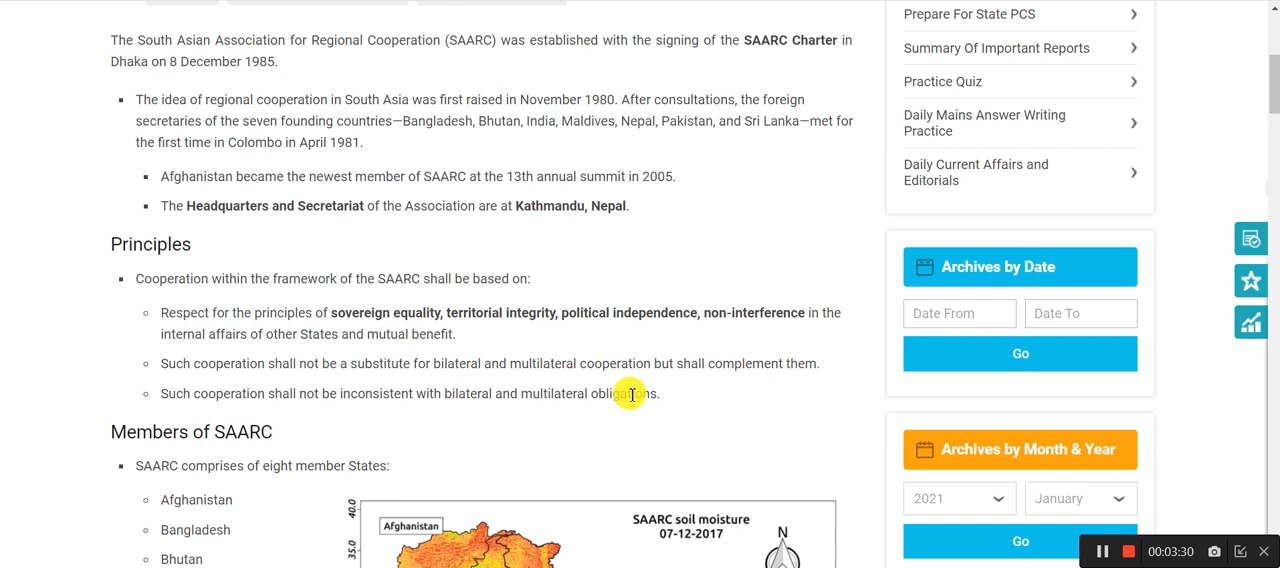 The South Asian Association for Regional Cooperation (SAARC) was established with the signing of the SAARC Charter in
Dhaka on 8 December 1985.
The idea of regional cooperation in South Asia was first raised in November 1980. After consultations, the foreign
secretaries of the seven founding countries—Bangladesh, Bhutan, India, Maldives, Nepal, Pakistan, and Sri Lanka—met for
the first time in Colombo in April 1981.
Afghanistan became the newest member of SAARC at the 13th annual summit in 2005.
The Headquarters and Secretariat of the Association are at Kathmandu, Nepal.
Principles
Cooperation within the framework of the SAARC shall be based on:
Respect for the principles of sovereign equality, territorial integrity, political independence, non-interference in the
internal affairs of other States and mutual benefit.
Such cooperation shall not be a substitute for bilateral and multilateral cooperation but shall complement them.
Such cooperation shall not be inconsistent with bilateral and multilateral obligations.
Members of SAARC
SAARC comprises of eight member States:
Afghanistan
Bangladesh
Bhutan
40.0
35.0
Afghanistan
SAARC soil moisture
07-12-2017
N
Prepare For State PCS
Summary Of Important Reports
Practice Quiz
Daily Mains Answer Writing
Practice
Daily Current Affairs and
Editorials
Archives by Date
Date From
Date To
Go
Archives by Month & Year
2021
January
Go
00:03:30